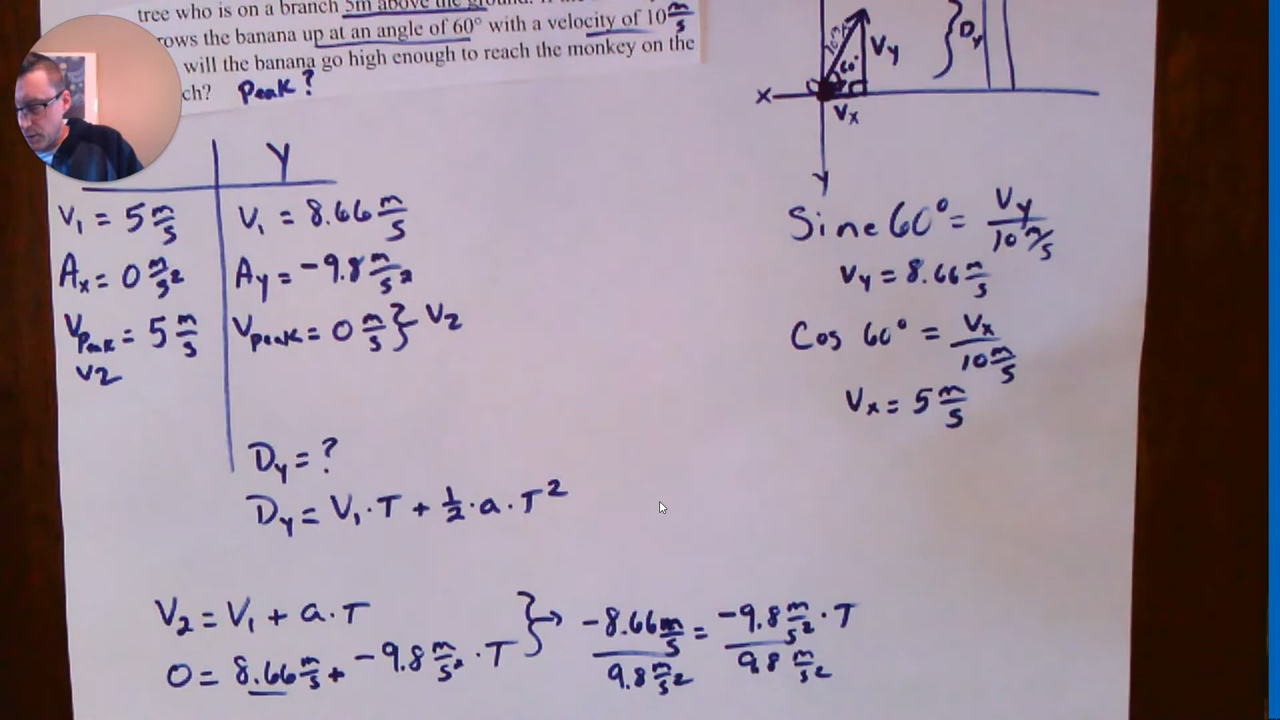 tree who is on a branch 5m above the ground.
rows the banana up at an angle of 60° with a velocity of 10 m/s
will the banana go high enough to reach the monkey on the
ch? Peak?
60°
Vy
Dy
X
Vx
Y
Y
V₁ = 5 m/s
V₁ = 8.66 m/s
Aₓ = 0 m/s²
Ay = -9.8 m/s²
Vpeak = 5 m/s
Vpeak = 0 m/s } V₂
V2
Dy = ?
Dy = V₁·T + ½·a·T²
Sine 60° = Vy / 10 m/s
Vy = 8.66 m/s
Cos 60° = Vx / 10 m/s
Vx = 5 m/s
V₂ = V₁ + a·T
0 = 8.66 m/s + -9.8 m/s² · T
} → -8.66 m/s / 9.8 m/s² = -9.8 m/s² · T / 9.8 m/s²